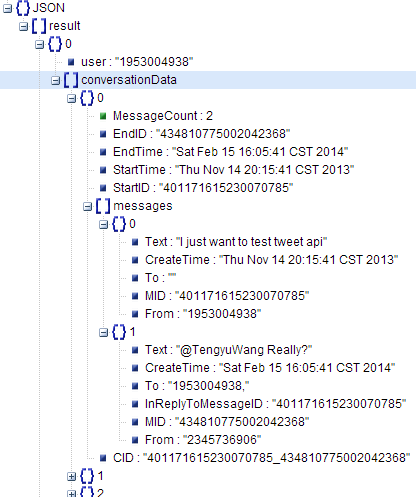 JSON
result
0
user : "1953004938"
conversationData
0
MessageCount : 2
EndID : "434810775002042368"
EndTime : "Sat Feb 15 16:05:41 CST 2014"
StartTime : "Thu Nov 14 20:15:41 CST 2013"
StartID : "401171615230070785"
messages
0
Text : "I just want to test tweet api"
CreateTime : "Thu Nov 14 20:15:41 CST 2013"
To : ""
MID : "401171615230070785"
From : "1953004938"
1
Text : "@TengyuWang Really?"
CreateTime : "Sat Feb 15 16:05:41 CST 2014"
To : "1953004938,"
InReplyToMessageID : "401171615230070785"
MID : "434810775002042368"
From : "2345736906"
CID : "401171615230070785_434810775002042368"
1
2